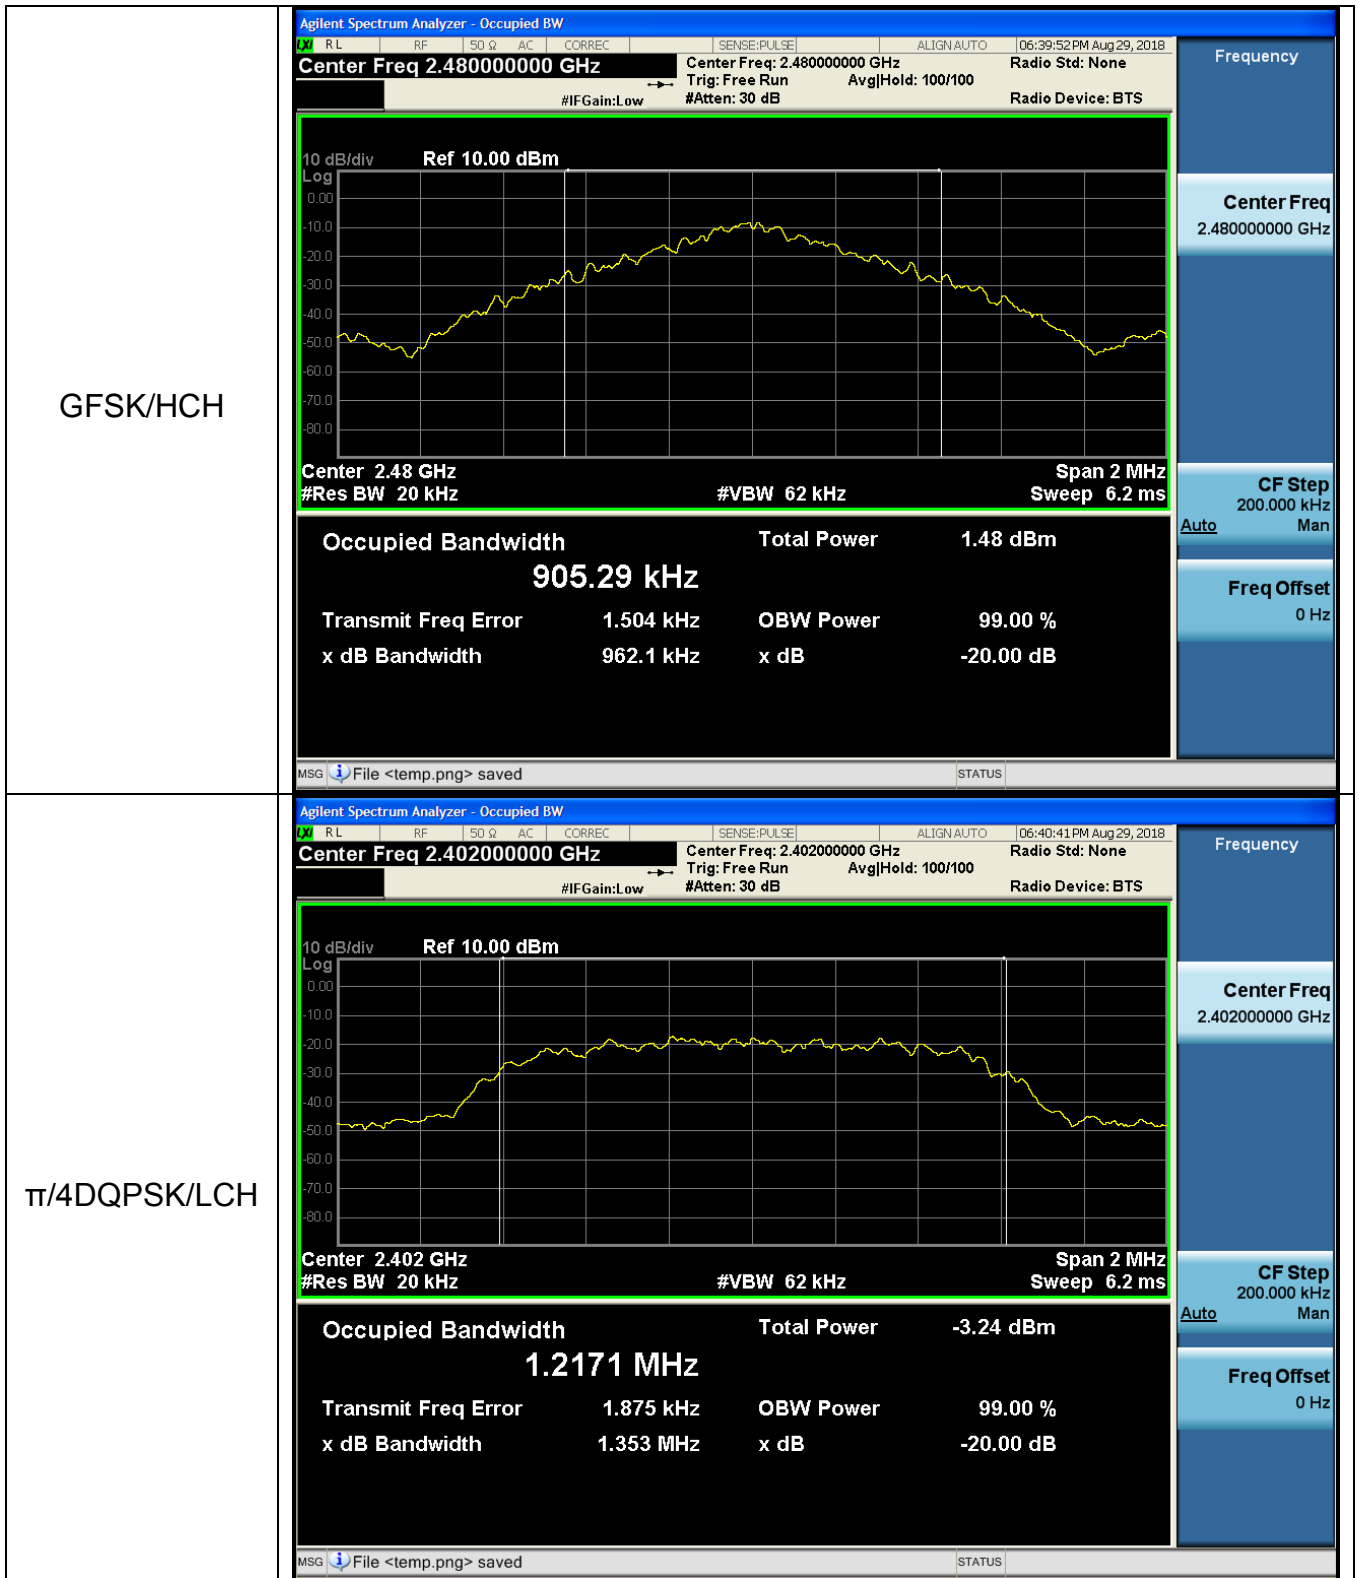 GFSK/HCH
Agilent Spectrum Analyzer - Occupied BW
LXI RL RF 50 Ω AC CORREC SENSE:PULSE ALIGN AUTO 06:39:52 PM Aug 29, 2018
Center Freq 2.480000000 GHz
Center Freq: 2.480000000 GHz
Radio Std: None
Trig: Free Run Avg|Hold: 100/100
#IFGain:Low
#Atten: 30 dB
Radio Device: BTS
10 dB/div Ref 10.00 dBm
Log
0.00
-10.0
-20.0
-30.0
-40.0
-50.0
-60.0
-70.0
-80.0
Center 2.48 GHz Span 2 MHz
#Res BW 20 kHz #VBW 62 kHz Sweep 6.2 ms
Occupied Bandwidth Total Power 1.48 dBm
905.29 kHz
Transmit Freq Error 1.504 kHz OBW Power 99.00 %
x dB Bandwidth 962.1 kHz x dB -20.00 dB
MSG File <temp.png> saved STATUS
Frequency
Center Freq
2.480000000 GHz
CF Step
200.000 kHz
Auto Man
Freq Offset
0 Hz
π/4DQPSK/LCH
Agilent Spectrum Analyzer - Occupied BW
LXI RL RF 50 Ω AC CORREC SENSE:PULSE ALIGN AUTO 06:40:41 PM Aug 29, 2018
Center Freq 2.402000000 GHz
Center Freq: 2.402000000 GHz
Radio Std: None
Trig: Free Run Avg|Hold: 100/100
#IFGain:Low
#Atten: 30 dB
Radio Device: BTS
10 dB/div Ref 10.00 dBm
Log
0.00
-10.0
-20.0
-30.0
-40.0
-50.0
-60.0
-70.0
-80.0
Center 2.402 GHz Span 2 MHz
#Res BW 20 kHz #VBW 62 kHz Sweep 6.2 ms
Occupied Bandwidth Total Power -3.24 dBm
1.2171 MHz
Transmit Freq Error 1.875 kHz OBW Power 99.00 %
x dB Bandwidth 1.353 MHz x dB -20.00 dB
MSG File <temp.png> saved STATUS
Frequency
Center Freq
2.402000000 GHz
CF Step
200.000 kHz
Auto Man
Freq Offset
0 Hz